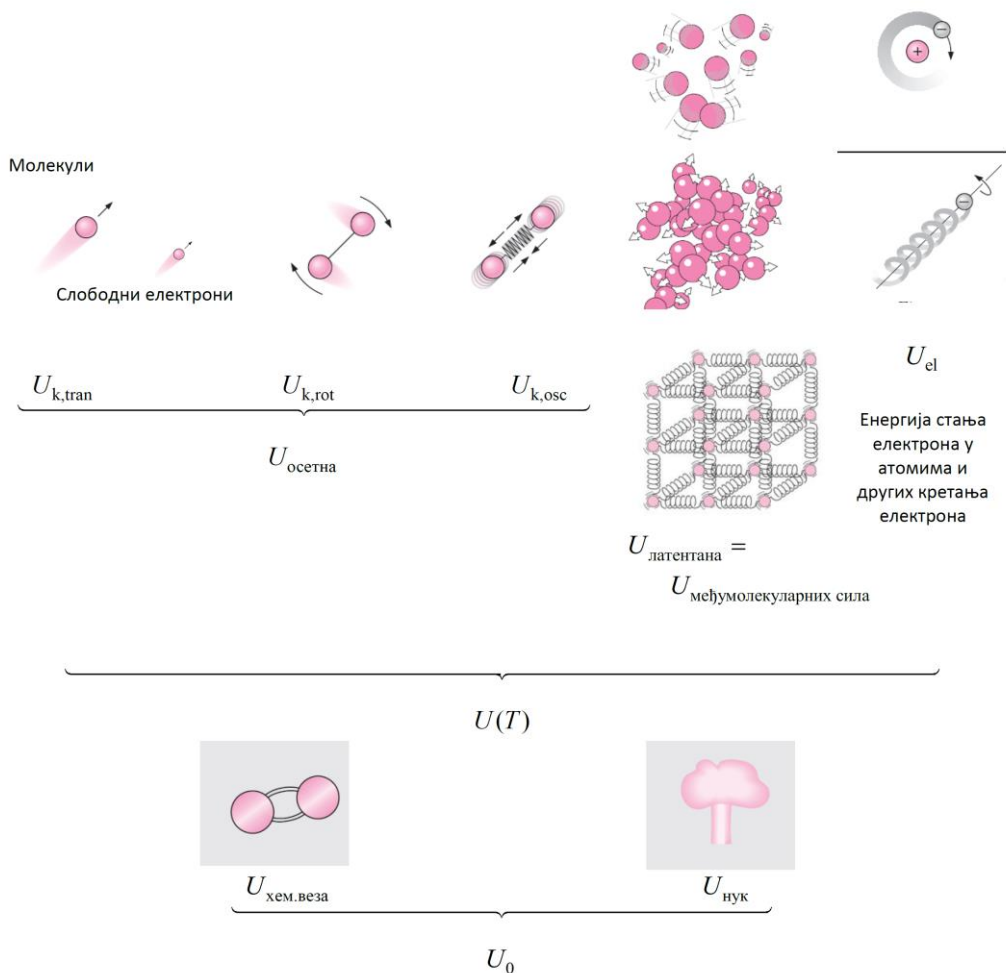 −
+
Молекули
−
Слободни електрони
U_k,tran
U_k,rot
U_k,osc
U_el
U_осетна
Енергија стања
електрона у
атомима и
других кретања
електрона
U_латентана =
U_међумолекуларних сила
U(T)
U_хем.веза
U_нук
U_0